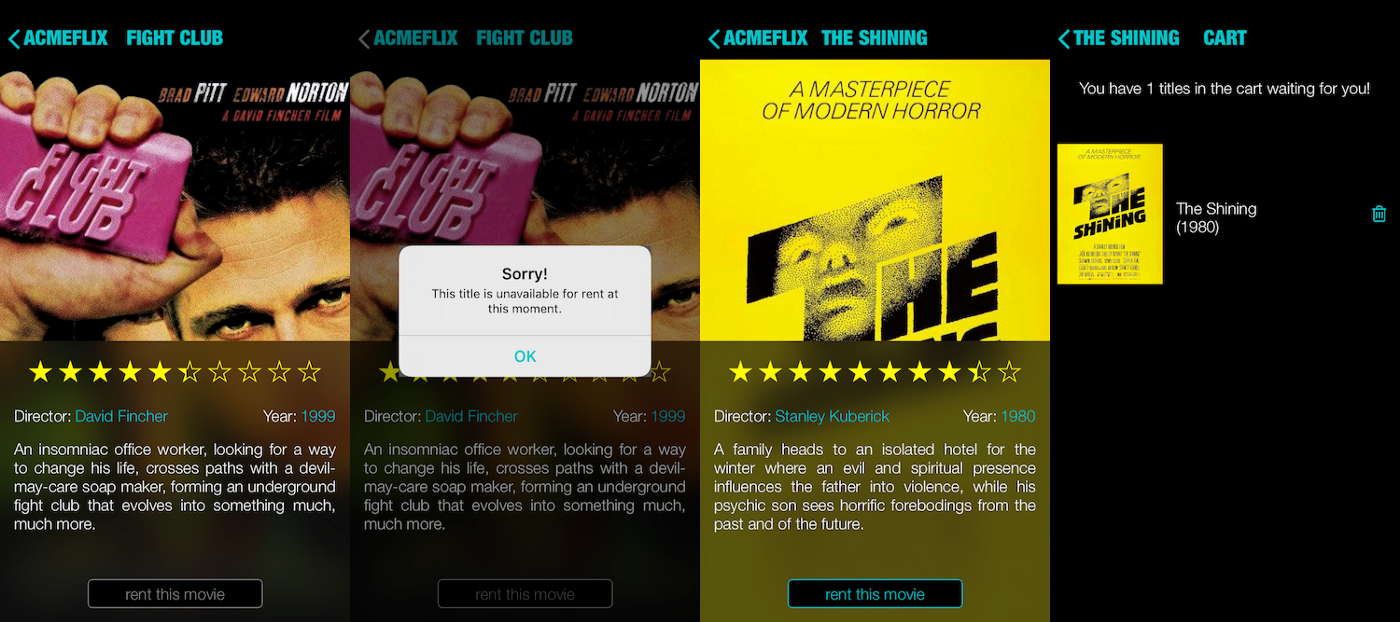 ACMEFLIX FIGHT CLUB
BRAD PITT EDWARD NORTON
A DAVID FINCHER FILM
FIGHT
CLUB
Director: David Fincher Year: 1999
An insomniac office worker, looking for a way
to change his life, crosses paths with a devil-
may-care soap maker, forming an underground
fight club that evolves into something much,
much more.
rent this movie
ACMEFLIX FIGHT CLUB
BRAD PITT EDWARD NORTON
A DAVID FINCHER FILM
FIGHT
CLUB
Sorry!
This title is unavailable for rent at
this moment.
OK
Director: David Fincher Year: 1999
An insomniac office worker, looking for a way
to change his life, crosses paths with a devil-
may-care soap maker, forming an underground
fight club that evolves into something much,
much more.
rent this movie
ACMEFLIX THE SHINING
A MASTERPIECE
OF MODERN HORROR
THE
Director: Stanley Kuberick Year: 1980
A family heads to an isolated hotel for the
winter where an evil and spiritual presence
influences the father into violence, while his
psychic son sees horrific forebodings from the
past and of the future.
rent this movie
THE SHINING CART
You have 1 titles in the cart waiting for you!
A MASTERPIECE
OF MODERN HORROR
THE
SHiNiNG
The Shining
(1980)